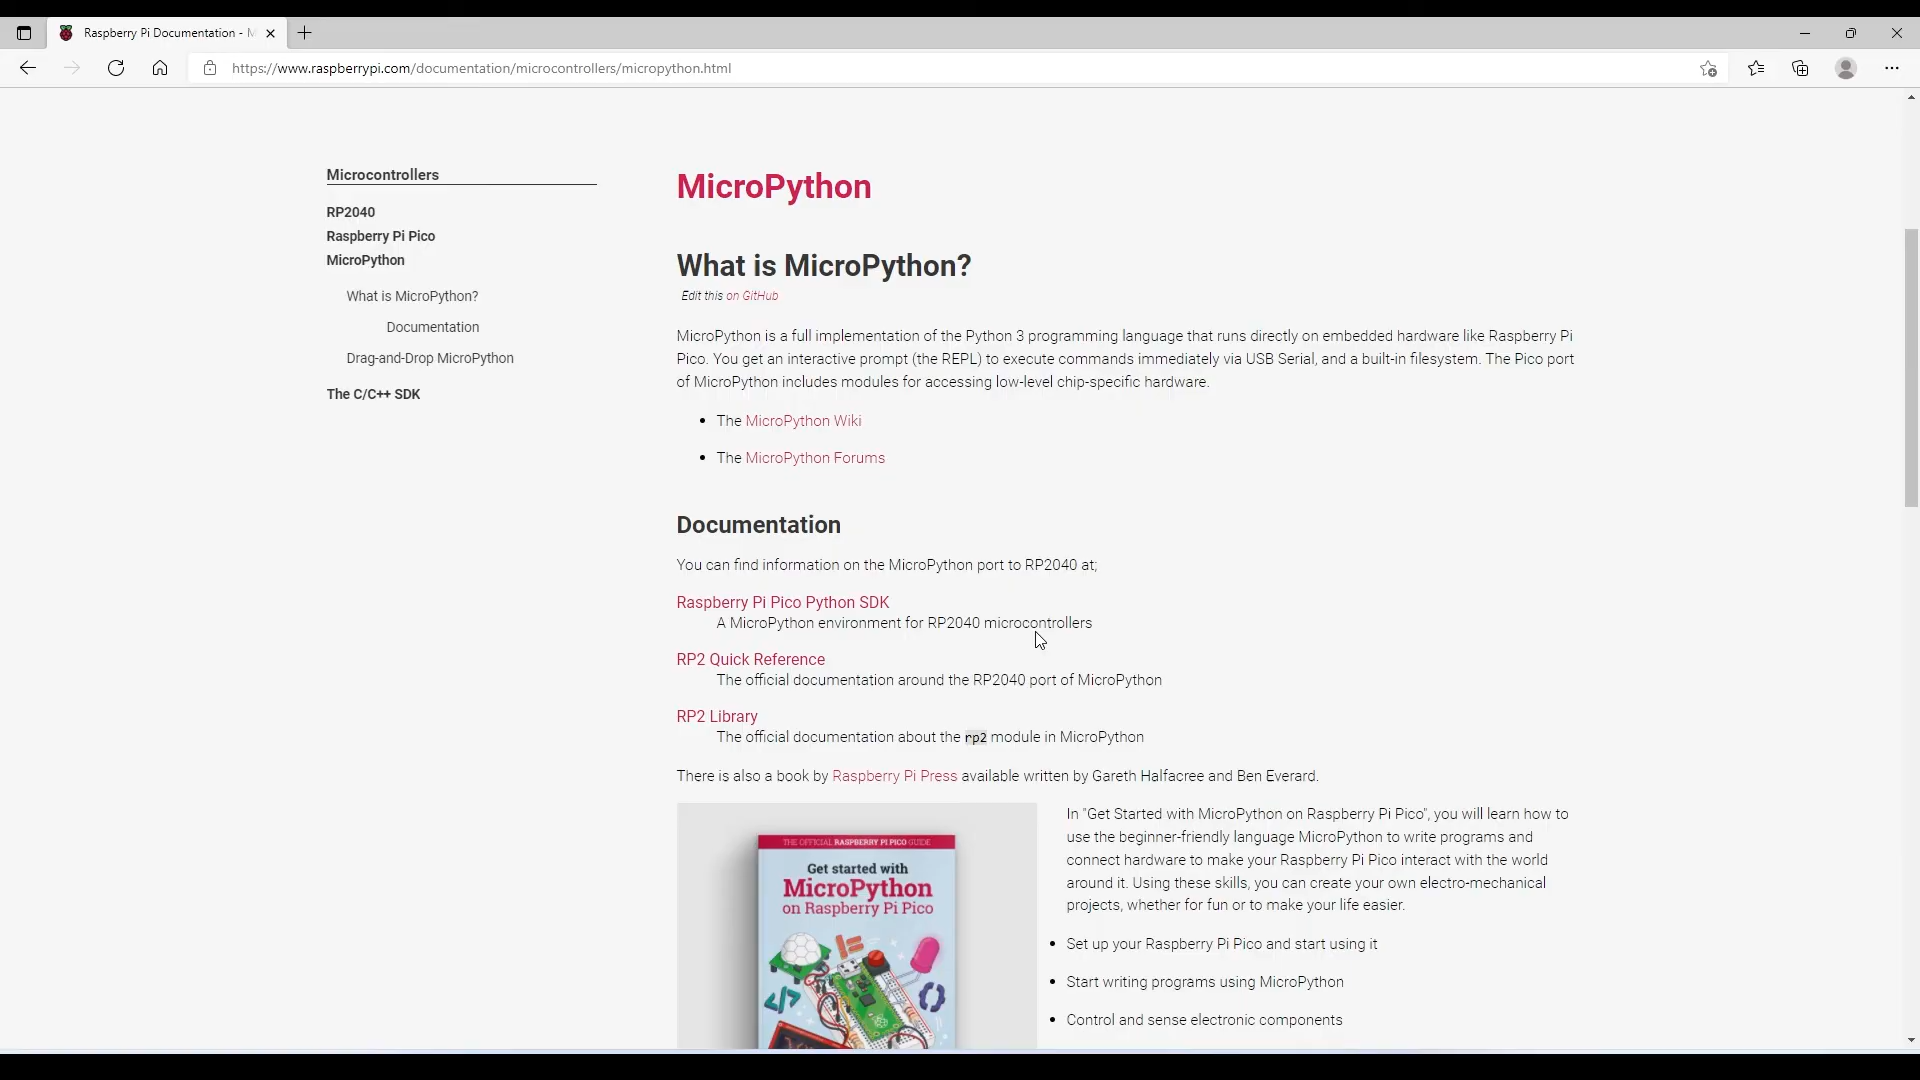 Raspberry Pi Documentation - M
https://www.raspberrypi.com/documentation/microcontrollers/micropython.html
Microcontrollers
RP2040
Raspberry Pi Pico
MicroPython
What is MicroPython?
Documentation
Drag-and-Drop MicroPython
The C/C++ SDK
MicroPython
What is MicroPython?
Edit this on GitHub
MicroPython is a full implementation of the Python 3 programming language that runs directly on embedded hardware like Raspberry Pi
Pico. You get an interactive prompt (the REPL) to execute commands immediately via USB Serial, and a built-in filesystem. The Pico port
of MicroPython includes modules for accessing low-level chip-specific hardware.
• The MicroPython Wiki
• The MicroPython Forums
Documentation
You can find information on the MicroPython port to RP2040 at;
Raspberry Pi Pico Python SDK
A MicroPython environment for RP2040 microcontrollers
RP2 Quick Reference
The official documentation around the RP2040 port of MicroPython
RP2 Library
The official documentation about the rp2 module in MicroPython
There is also a book by Raspberry Pi Press available written by Gareth Halfacree and Ben Everard.
THE OFFICIAL RASPBERRY PI PICO GUIDE
Get started with
MicroPython
on Raspberry Pi Pico
In "Get Started with MicroPython on Raspberry Pi Pico", you will learn how to
use the beginner-friendly language MicroPython to write programs and
connect hardware to make your Raspberry Pi Pico interact with the world
around it. Using these skills, you can create your own electro-mechanical
projects, whether for fun or to make your life easier.
• Set up your Raspberry Pi Pico and start using it
• Start writing programs using MicroPython
• Control and sense electronic components